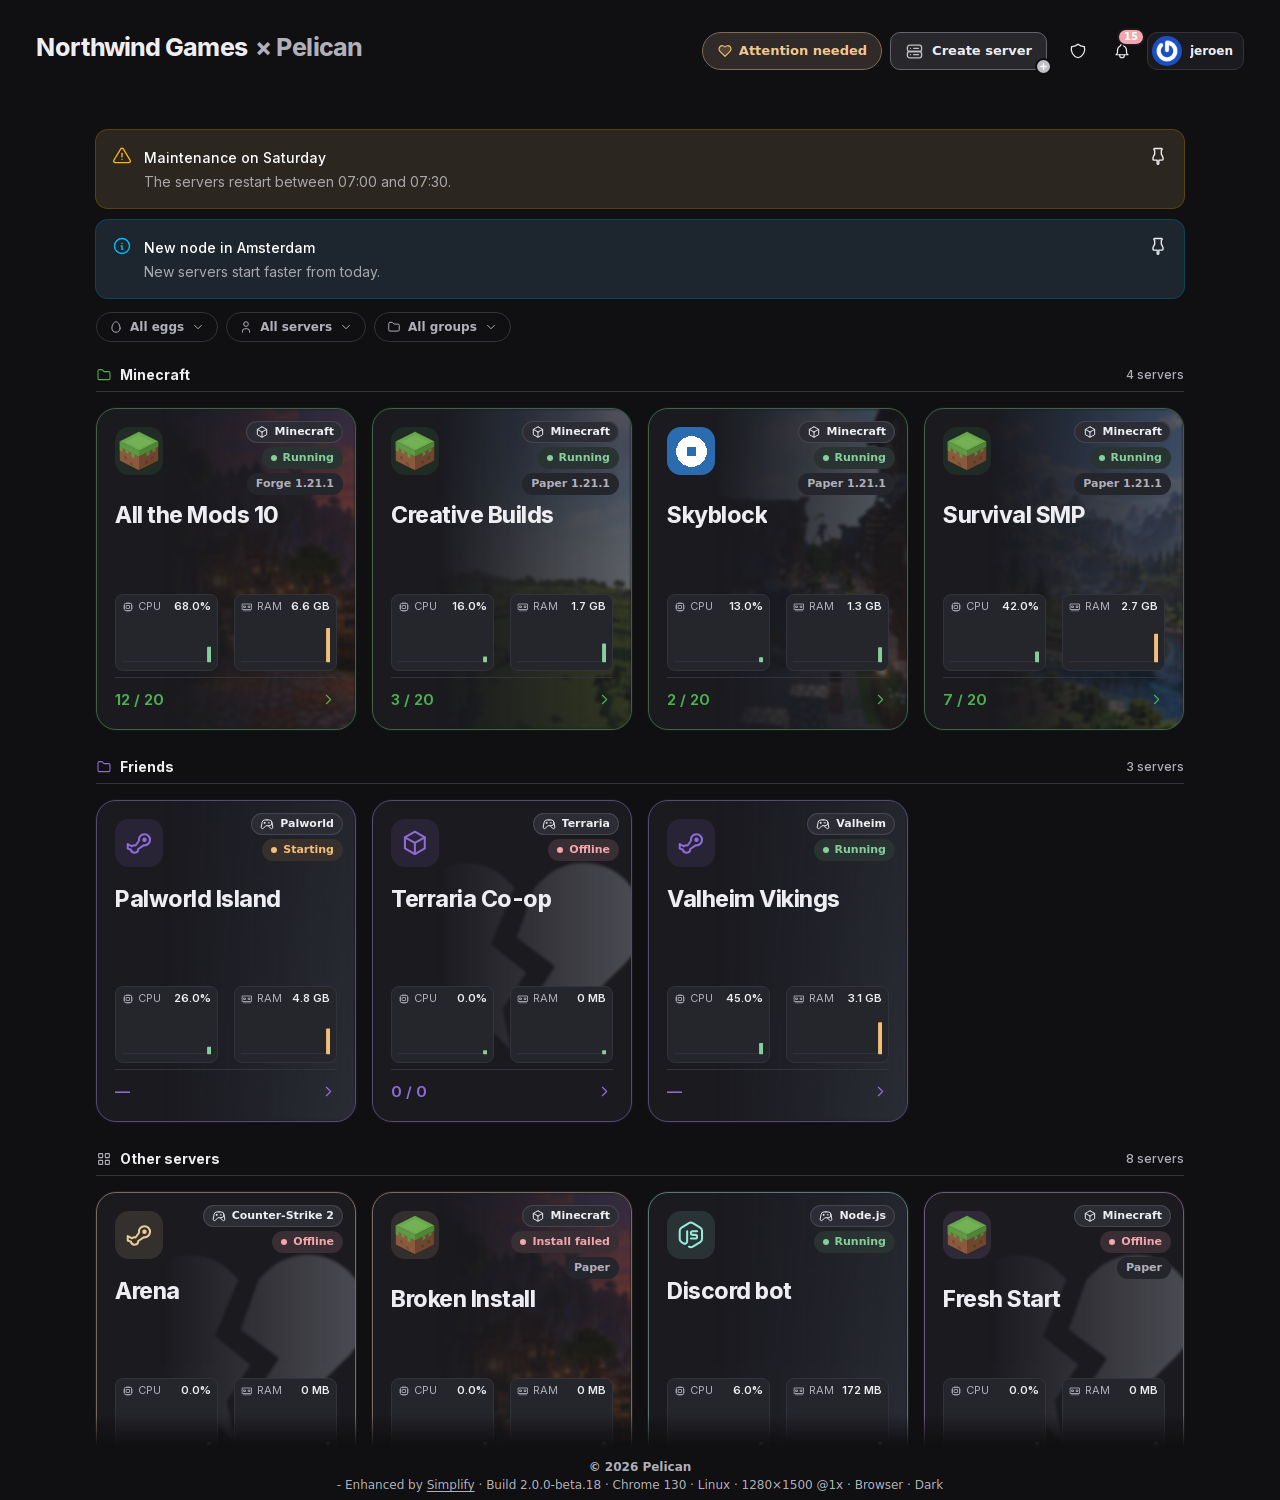 Northwind Games × Pelican
Attention needed
Create server
15
jeroen
Maintenance on Saturday
The servers restart between 07:00 and 07:30.
New node in Amsterdam
New servers start faster from today.
All eggs
All servers
All groups
Minecraft
4 servers
Minecraft
Running
Forge 1.21.1
All the Mods 10
CPU 68.0%
RAM 6.6 GB
12 / 20
Minecraft
Running
Paper 1.21.1
Creative Builds
CPU 16.0%
RAM 1.7 GB
3 / 20
Minecraft
Running
Paper 1.21.1
Skyblock
CPU 13.0%
RAM 1.3 GB
2 / 20
Minecraft
Running
Paper 1.21.1
Survival SMP
CPU 42.0%
RAM 2.7 GB
7 / 20
Friends
3 servers
Palworld
Starting
Palworld Island
CPU 26.0%
RAM 4.8 GB
—
Terraria
Offline
Terraria Co-op
CPU 0.0%
RAM 0 MB
0 / 0
Valheim
Running
Valheim Vikings
CPU 45.0%
RAM 3.1 GB
—
Other servers
8 servers
Counter-Strike 2
Offline
Arena
CPU 0.0%
RAM 0 MB
Minecraft
Install failed
Paper
Broken Install
CPU 0.0%
RAM 0 MB
JS
Node.js
Running
Discord bot
CPU 6.0%
RAM 172 MB
Minecraft
Offline
Paper
Fresh Start
CPU 0.0%
RAM 0 MB
© 2026 Pelican
- Enhanced by Simplify · Build 2.0.0-beta.18 · Chrome 130 · Linux · 1280×1500 @1x · Browser · Dark